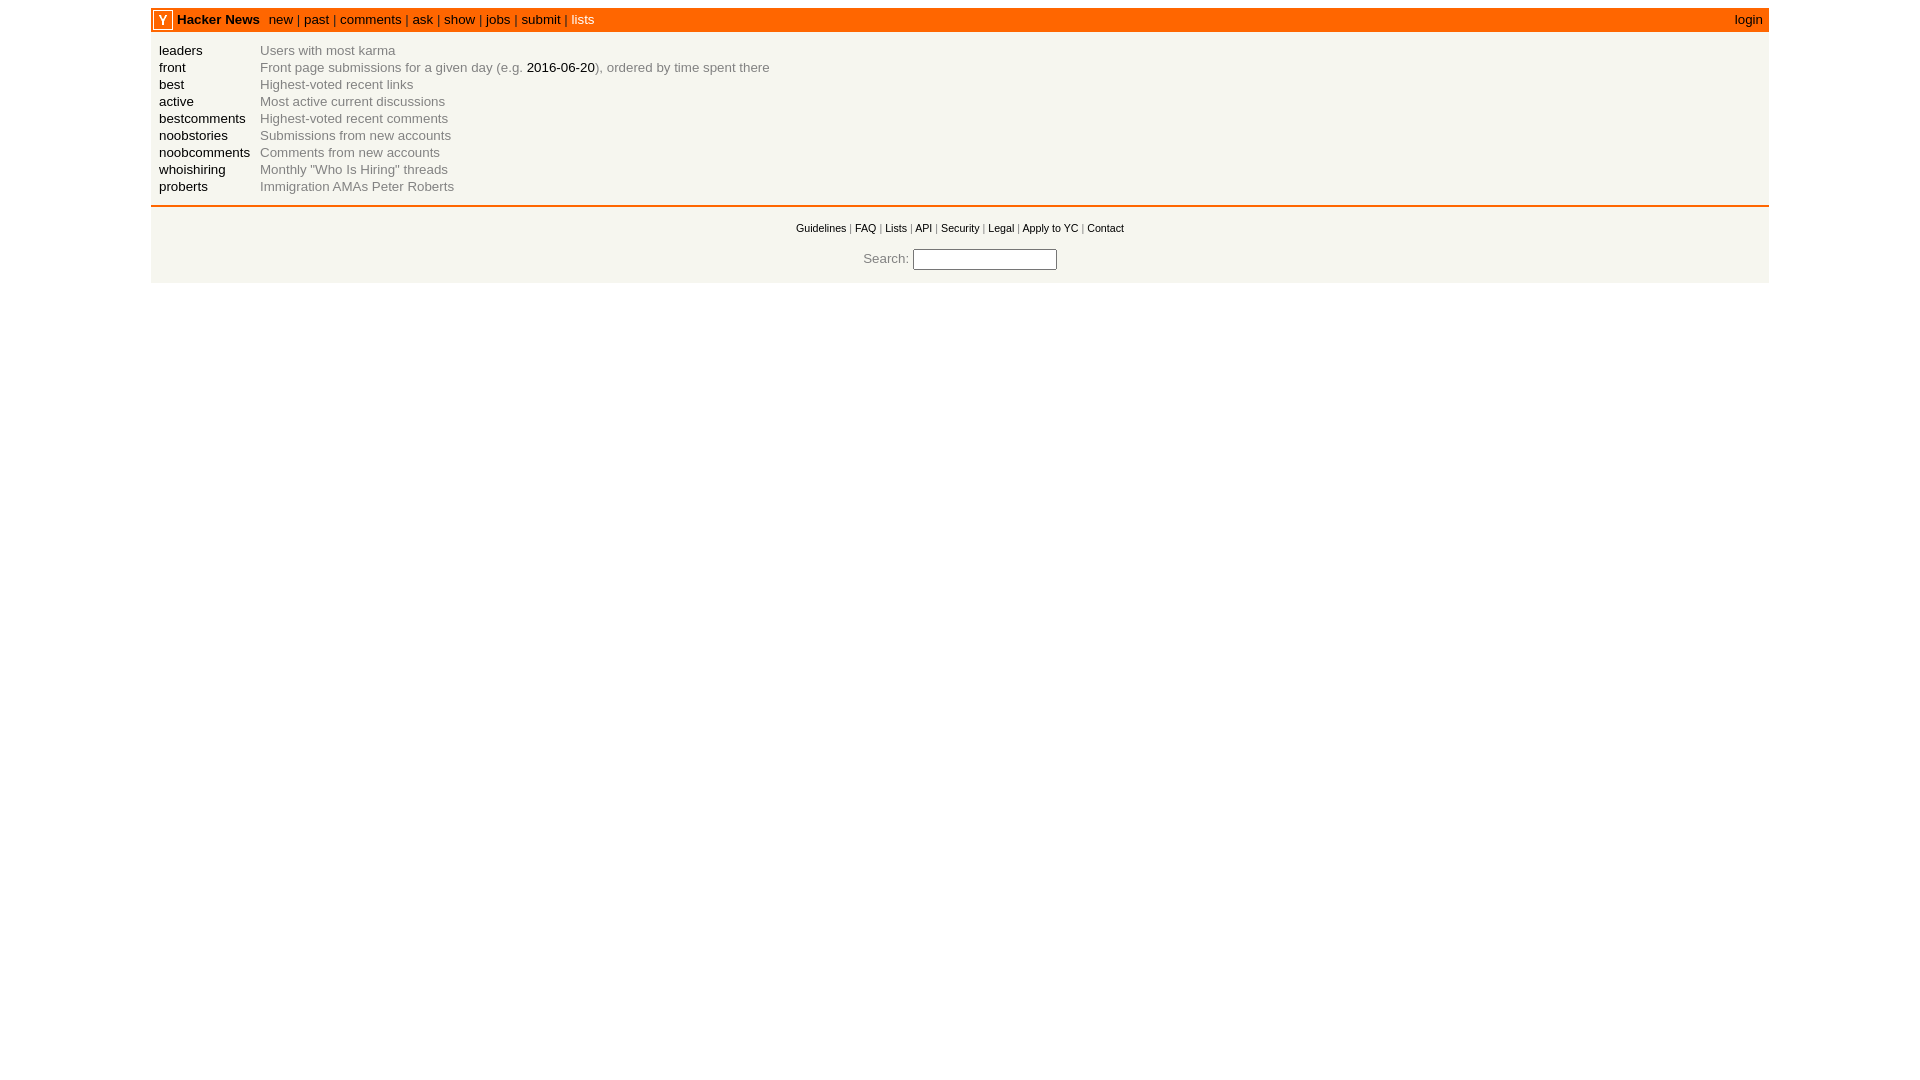 Y Hacker News new | past | comments | ask | show | jobs | submit | lists login
leaders Users with most karma
front Front page submissions for a given day (e.g. 2016-06-20), ordered by time spent there
best Highest-voted recent links
active Most active current discussions
bestcomments Highest-voted recent comments
noobstories Submissions from new accounts
noobcomments Comments from new accounts
whoishiring Monthly "Who Is Hiring" threads
proberts Immigration AMAs Peter Roberts
Guidelines | FAQ | Lists | API | Security | Legal | Apply to YC | Contact
Search: